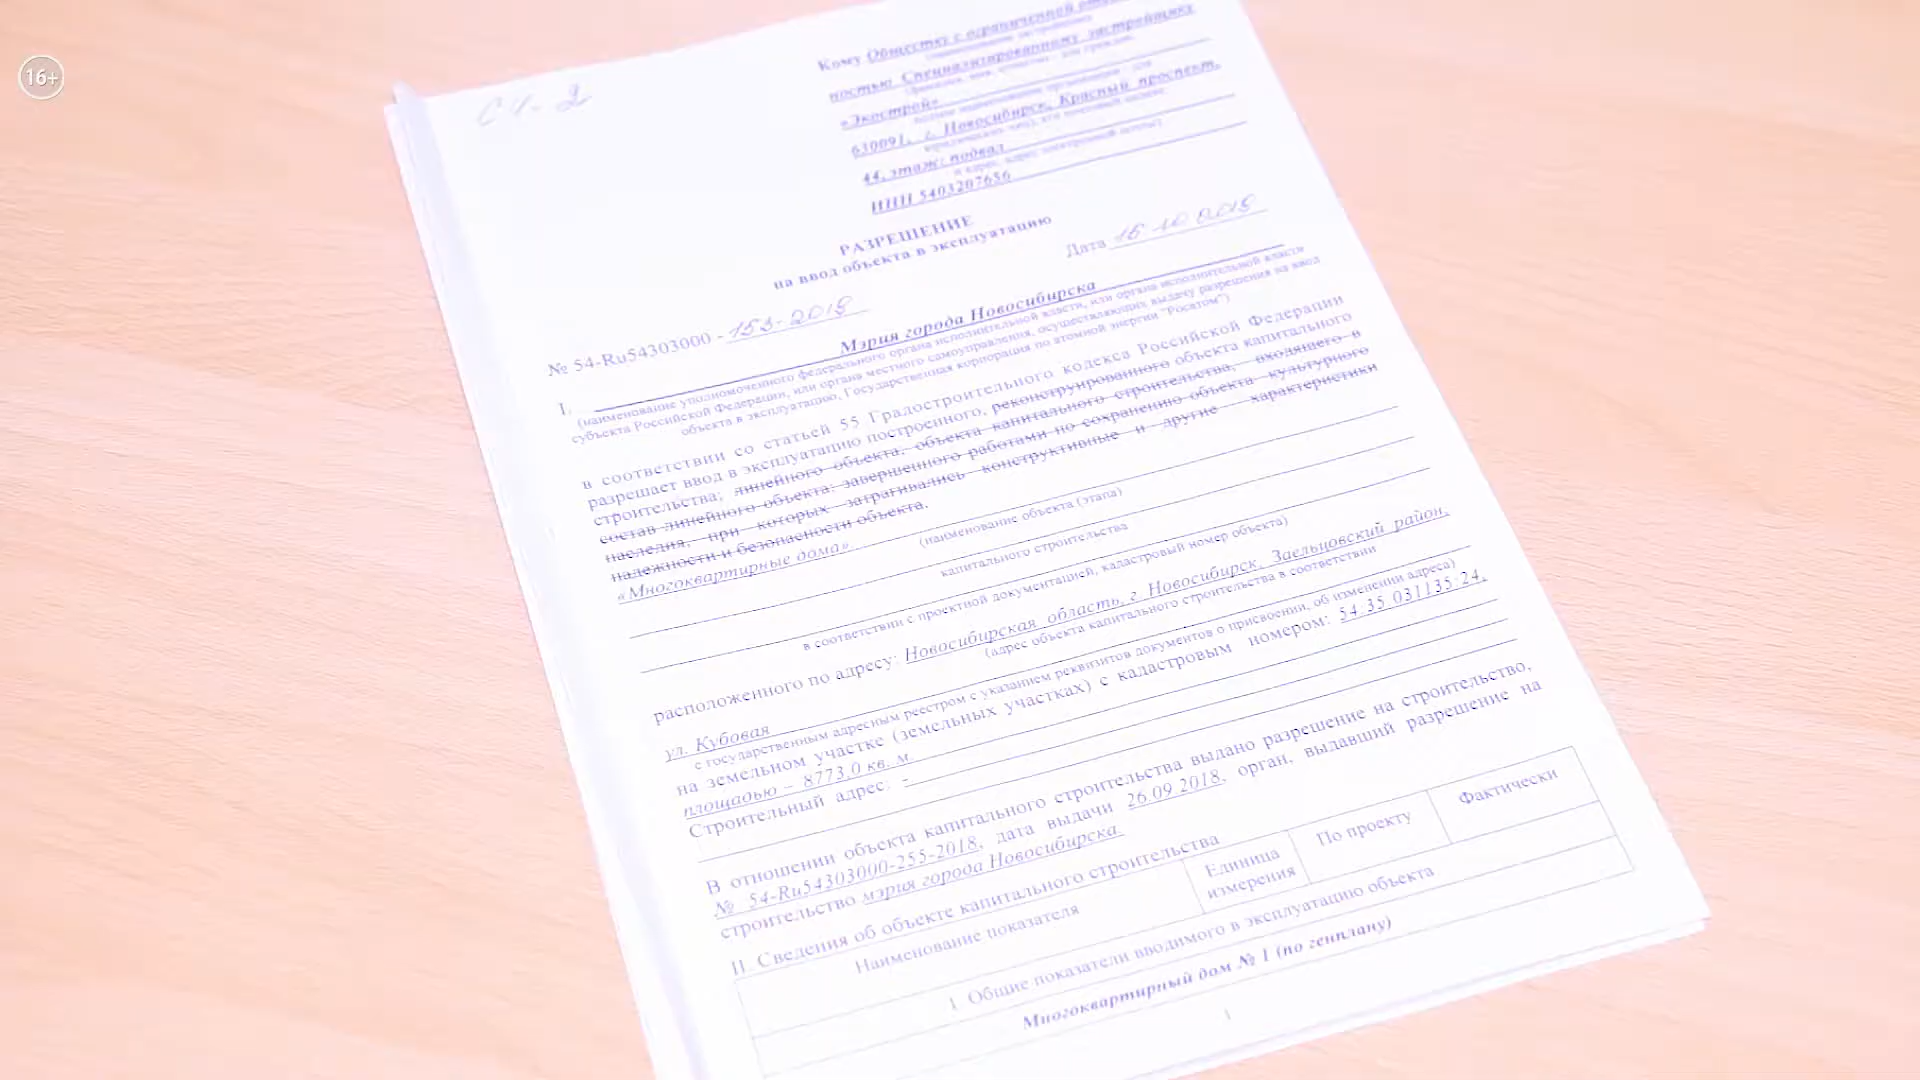 16+
Кому Обществу с ограниченной
ностью Специализированному застройщику
«Экострой»
630091, г. Новосибирск, Красный проспект,
44, этаж: подвал
ИНН 5403207656
РАЗРЕШЕНИЕ
на ввод объекта в эксплуатацию
Дата
№ 54-Ru54303000 - 153-2018
I. Мэрия города Новосибирска
(наименование уполномоченного федерального органа исполнительной власти, или органа исполнительной власти
субъекта Российской Федерации, или органа местного самоуправления, осуществляющих выдачу разрешения на ввод
объекта в эксплуатацию, Государственная корпорация по атомной энергии "Росатом")
в соответствии со статьей 55 Градостроительного кодекса Российской Федерации
разрешает ввод в эксплуатацию построенного, реконструированного объекта капитального
строительства; линейного объекта; объекта капитального строительства, входящего в
состав линейного объекта; завершенного работами по сохранению объекта культурного
наследия, при которых затрагивались конструктивные и другие характеристики
надежности и безопасности объекта.
«Многоквартирные дома»
(наименование объекта (этапа)
капитального строительства
в соответствии с проектной документацией, кадастровый номер объекта)
расположенного по адресу: Новосибирская область, г. Новосибирск, Заельцовский район,
(адрес объекта капитального строительства в соответствии
ул. Кубовая
с государственным адресным реестром с указанием реквизитов документов о присвоении, об изменении адреса)
на земельном участке (земельных участках) с кадастровым номером: 54:35:031135:24,
площадью – 8773,0 кв. м.
Строительный адрес: -
В отношении объекта капитального строительства выдано разрешение на строительство,
№ 54-Ru54303000-255-2018, дата выдачи 26.09.2018, орган, выдавший разрешение на
строительство мэрия города Новосибирска.
II. Сведения об объекте капитального строительства
Наименование показателя
Единица
измерения
По проекту
Фактически
1. Общие показатели вводимого в эксплуатацию объекта
Многоквартирный дом № 1 (по генплану)
1